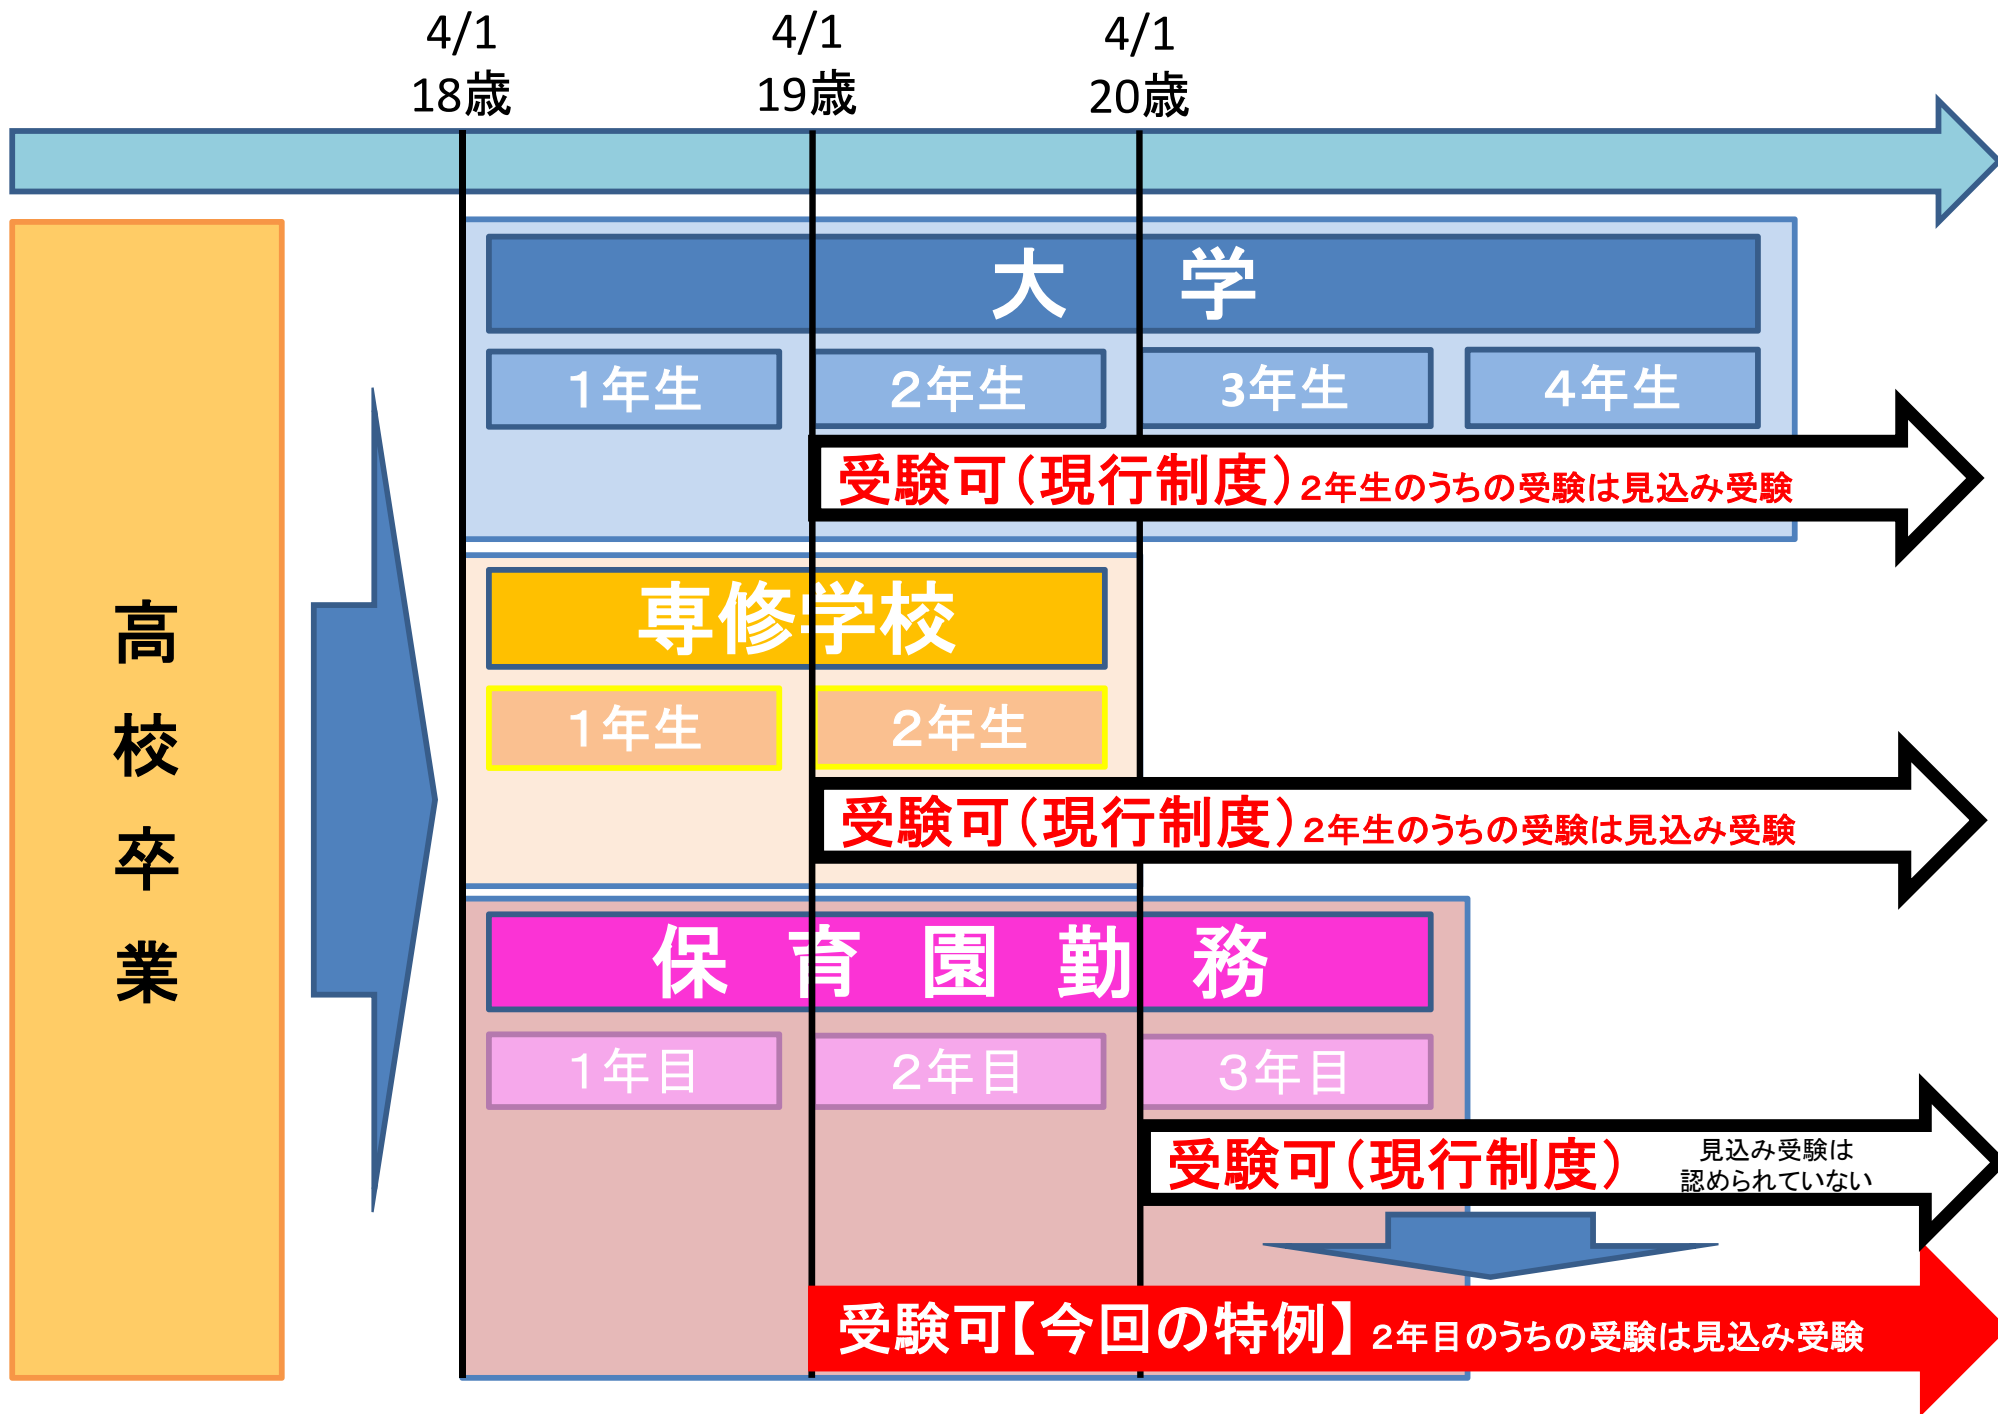 4/1
18歳
4/1
19歳
4/1
20歳
高校卒業
大学
1年生
2年生
3年生
4年生
受験可(現行制度)2年生のうちの受験は見込み受験
専修学校
1年生
2年生
受験可(現行制度)2年生のうちの受験は見込み受験
保育園勤務
1年目
2年目
3年目
受験可(現行制度)
見込み受験は
認められていない
受験可【今回の特例】2年目のうちの受験は見込み受験